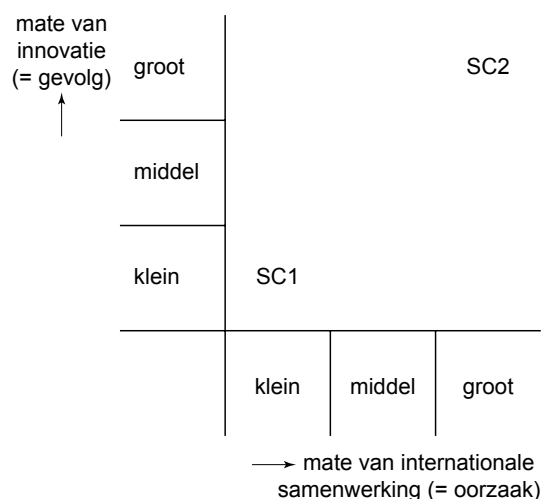 mate van
innovatie
(= gevolg)
groot
SC2
middel
klein
SC1
klein
middel
groot
mate van internationale
samenwerking (= oorzaak)